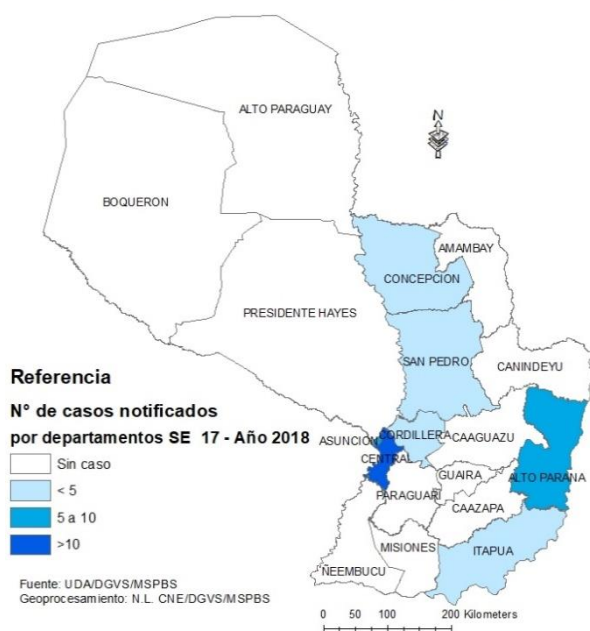 ALTO PARAGUAY
N
BOQUERON
AMAMBAY
CONCEPCION
PRESIDENTE HAYES
SAN PEDRO
CANINDEYU
Referencia
N° de casos notificados
por departamentos SE 17 - Año 2018
Sin caso
< 5
5 a 10
>10
ASUNCION
CORDILLERA
CENTRAL
CAAGUAZU
GUAIRA
ALTO PARANA
PARAGUARI
CAAZAPA
MISIONES
ITAPUA
ÑEEMBUCU
Fuente: UDA/DGVS/MSPBS
Geoprocesamiento: N.L. CNE/DGVS/MSPBS
0 50 100 200 Kilometers